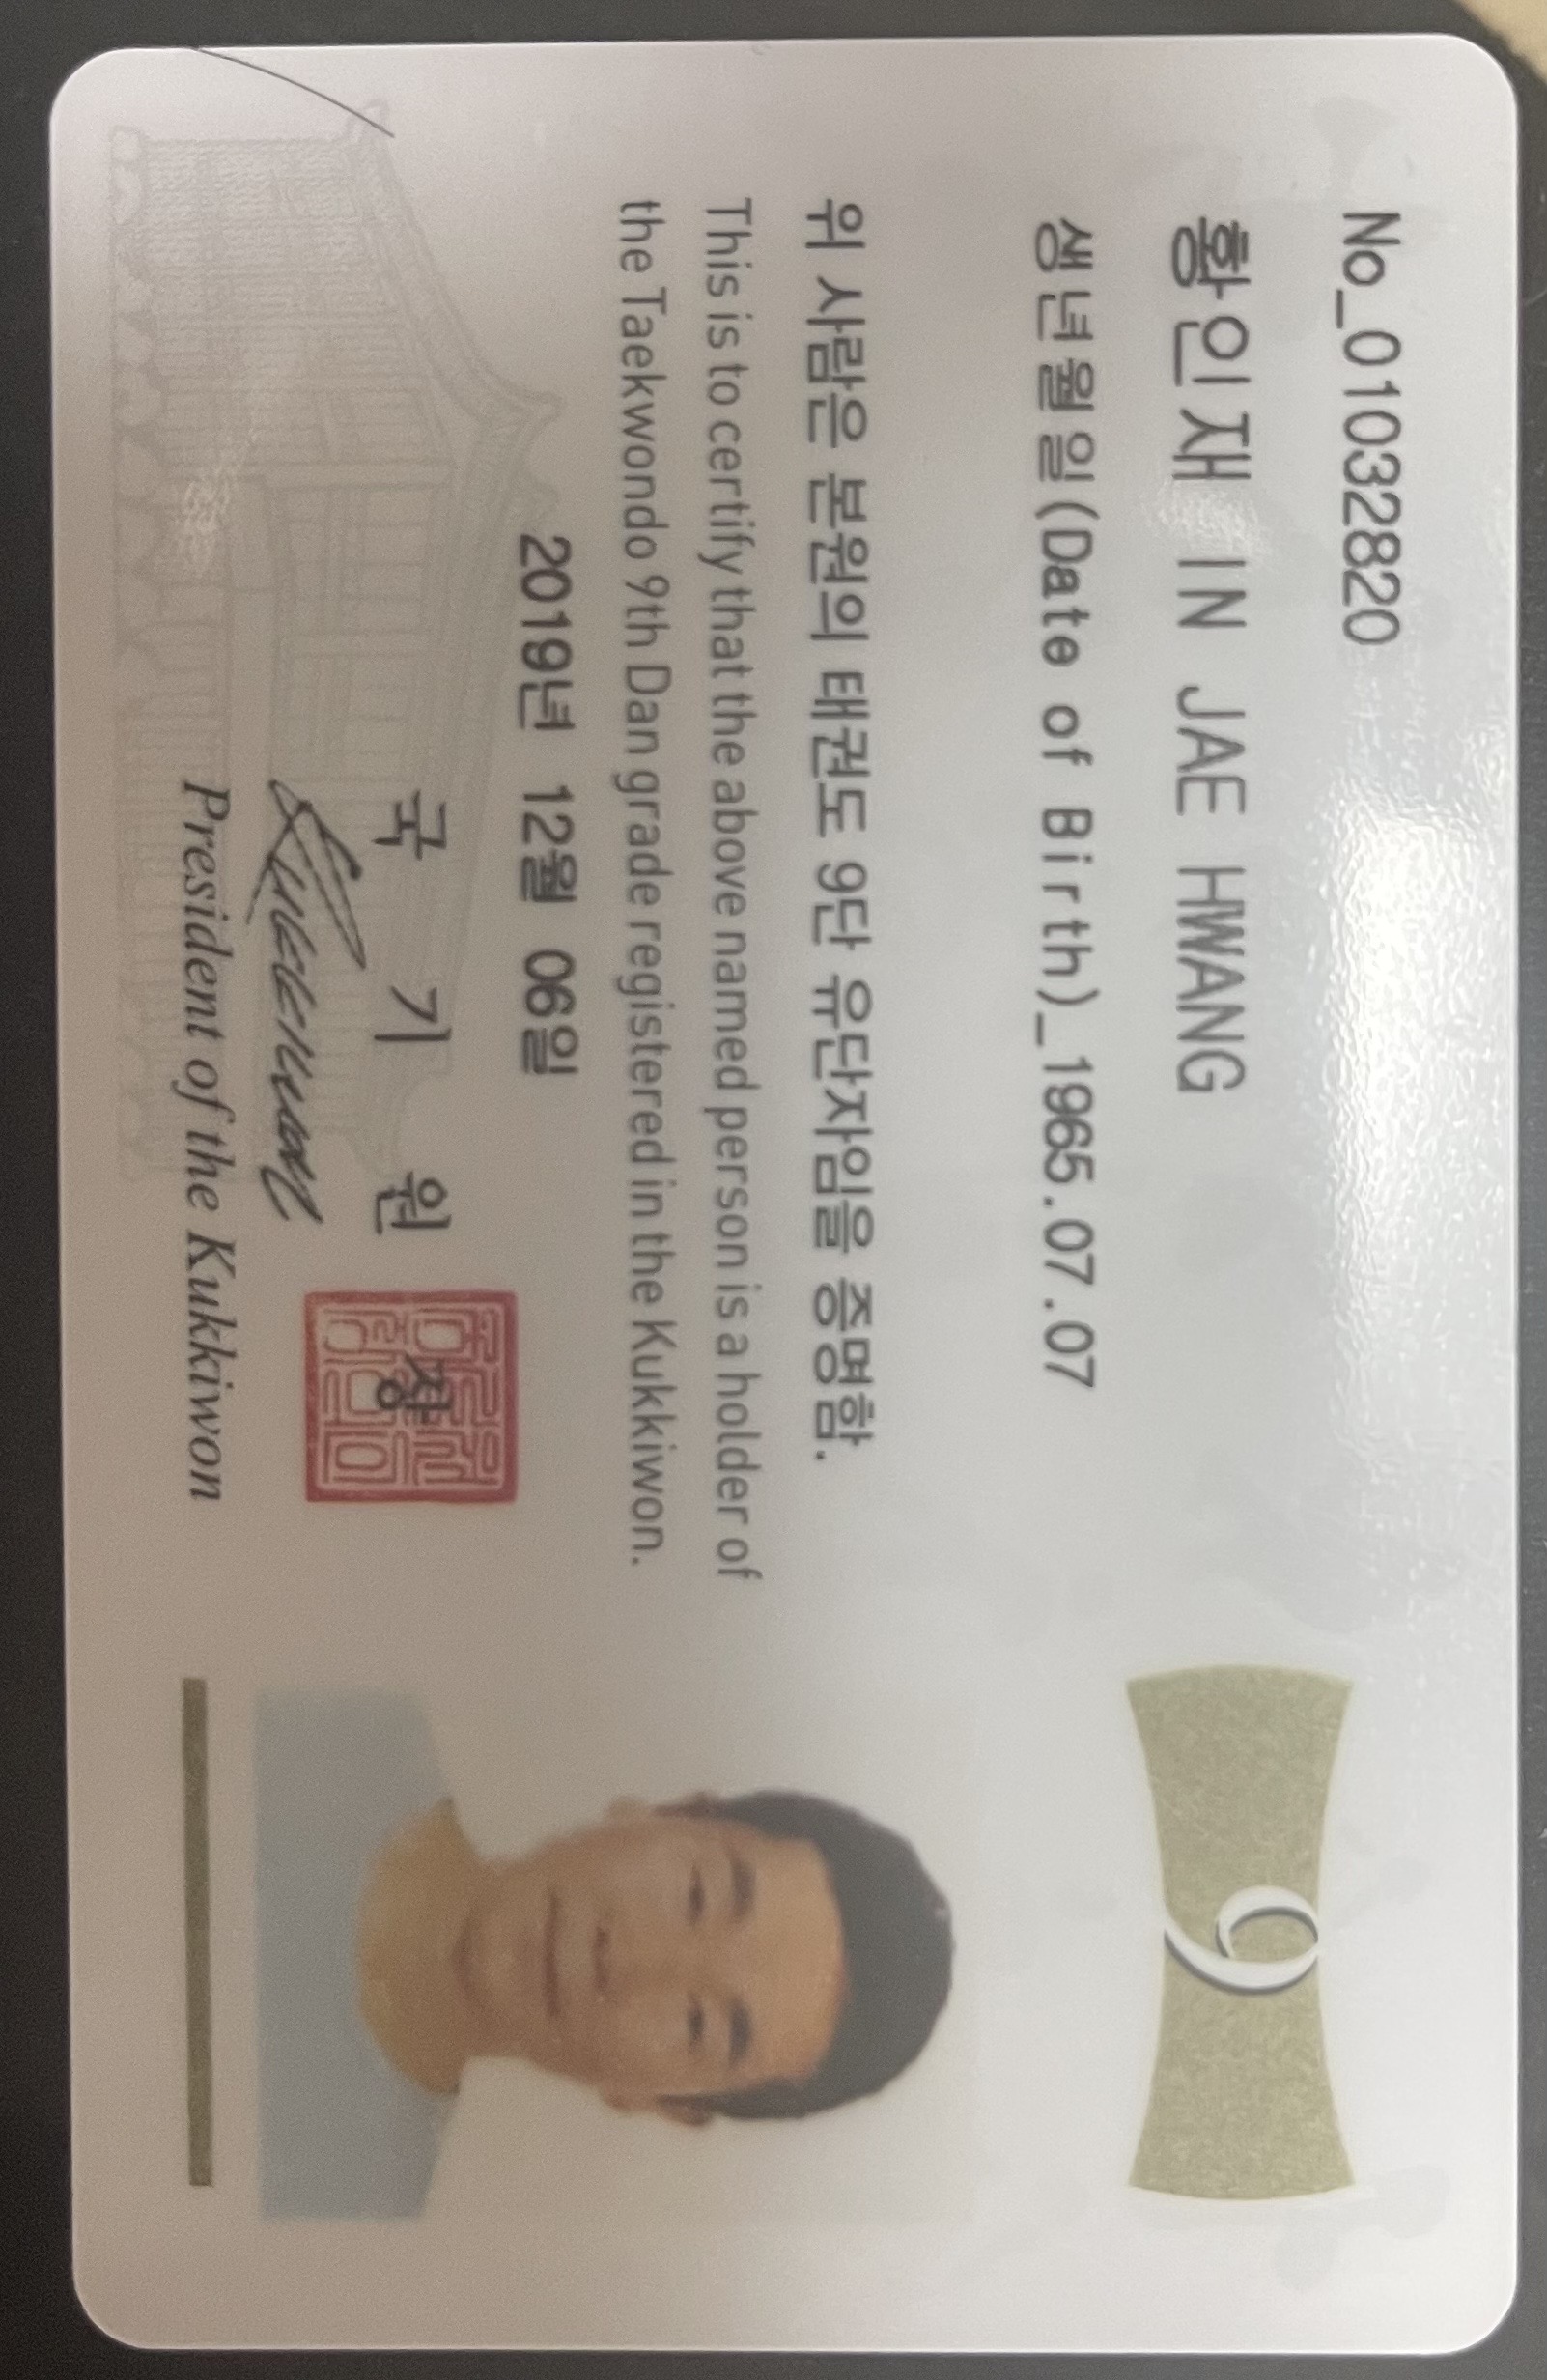 No_01032820
황인재 IN JAE HWANG
생년월일(Date of Birth)_1965.07.07
9
위 사람은 본원의 태권도 9단 유단자임을 증명함.
This is to certify that the above named person is a holder of
the Taekwondo 9th Dan grade registered in the Kukkiwon.
2019년 12월 06일
국 기 원 장
President of the Kukkiwon